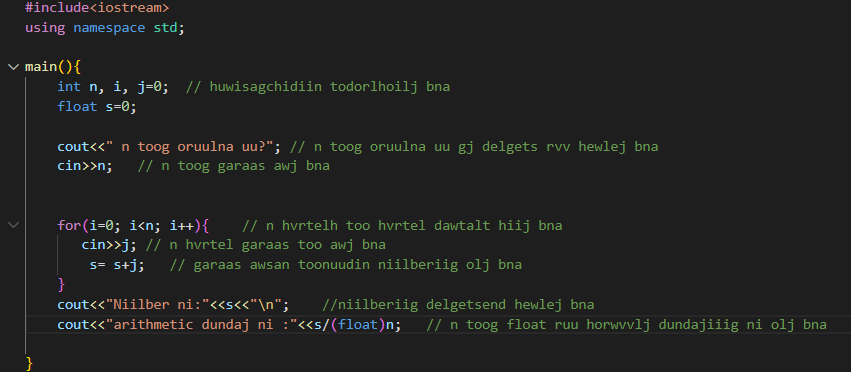 #include<iostream>
using namespace std;
main(){
int n, i, j=0;  // huwisagchidiin todorlhoilj bna
float s=0;
cout<<" n toog oruulna uu?"; // n toog oruulna uu gj delgets rvv hewlej bna
cin>>n;   // n toog garaas awj bna
for(i=0; i<n; i++){    // n hvrtelh too hvrtel dawtalt hiij bna
cin>>j; // n hvrtel garaas too awj bna
s= s+j;   // garaas awsan toonuudin niilberiig olj bna
}
cout<<"Niilber ni:"<<s<<"\n";    //niilberiig delgetsend hewlej bna
cout<<"arithmetic dundaj ni :"<<s/(float)n;   // n toog float ruu horwvvlj dundajiiig ni olj bna
}